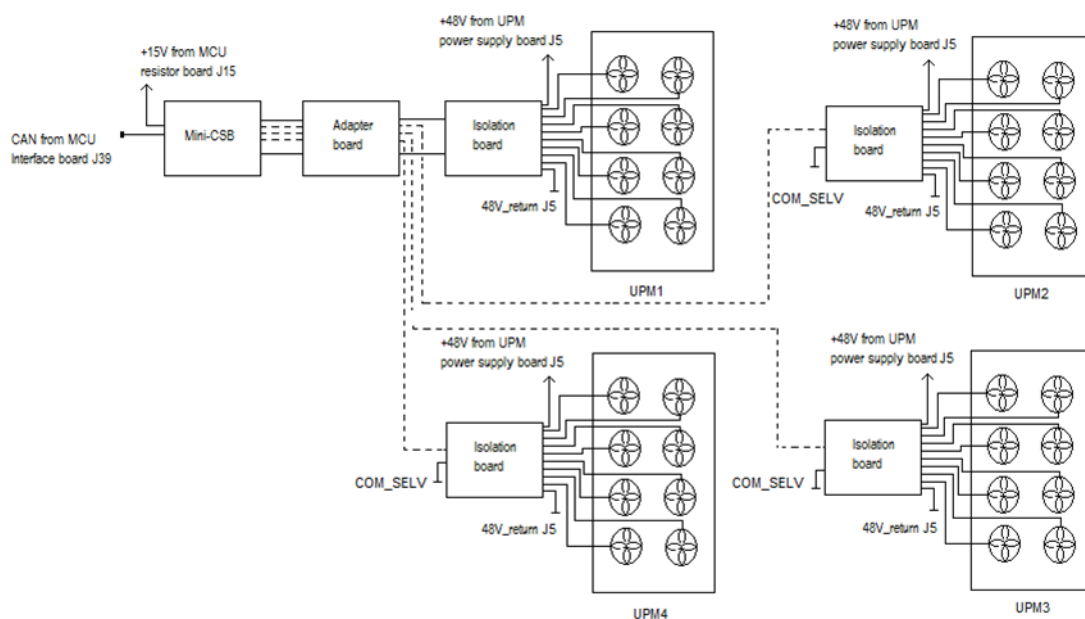 +15V from MCU
resistor board J15
CAN from MCU
Interface board J39
Mini-CSB
Adapter
board
+48V from UPM
power supply board J5
Isolation
board
48V_return J5
UPM1
+48V from UPM
power supply board J5
Isolation
board
COM_SELV
48V_return J5
UPM2
+48V from UPM
power supply board J5
Isolation
board
COM_SELV
48V_return J5
UPM4
+48V from UPM
power supply board J5
Isolation
board
COM_SELV
48V_return J5
UPM3